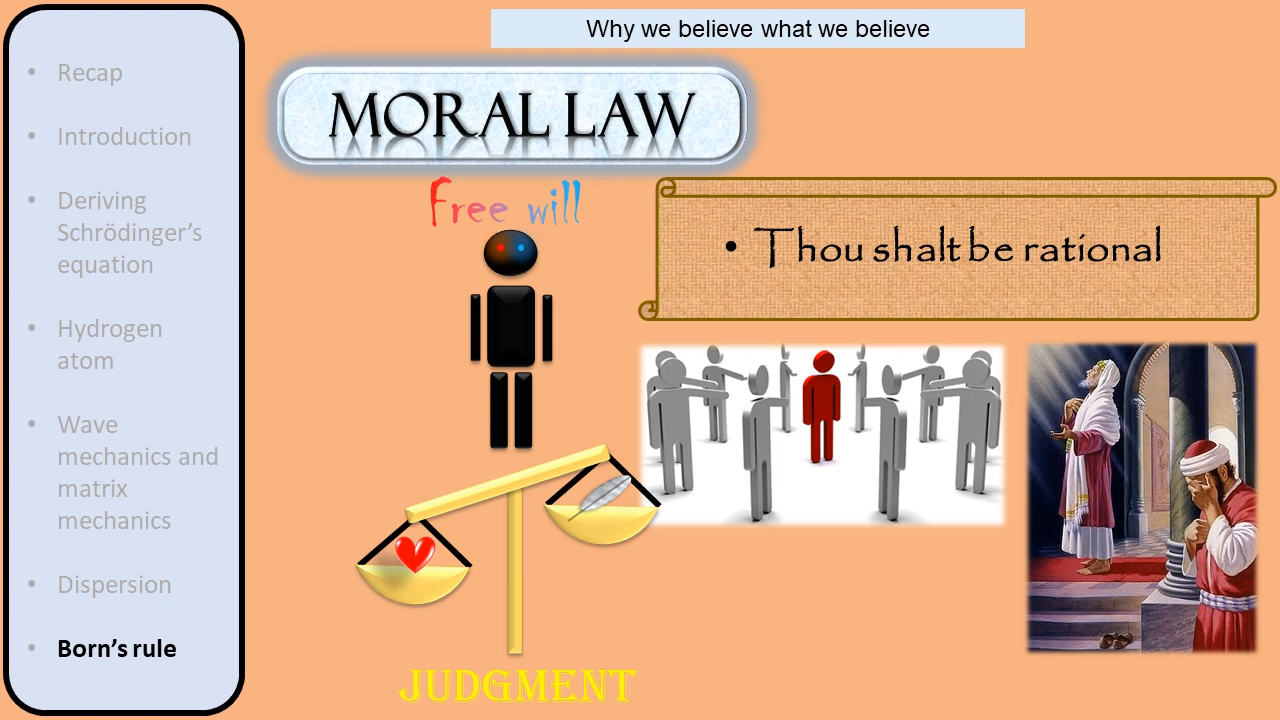 Why we believe what we believe
• Recap
• Introduction
• Deriving
Schrödinger’s
equation
• Hydrogen
atom
• Wave
mechanics and
matrix
mechanics
• Dispersion
• Born’s rule
MORAL LAW
Free will
• Thou shalt be rational
JUDGMENT